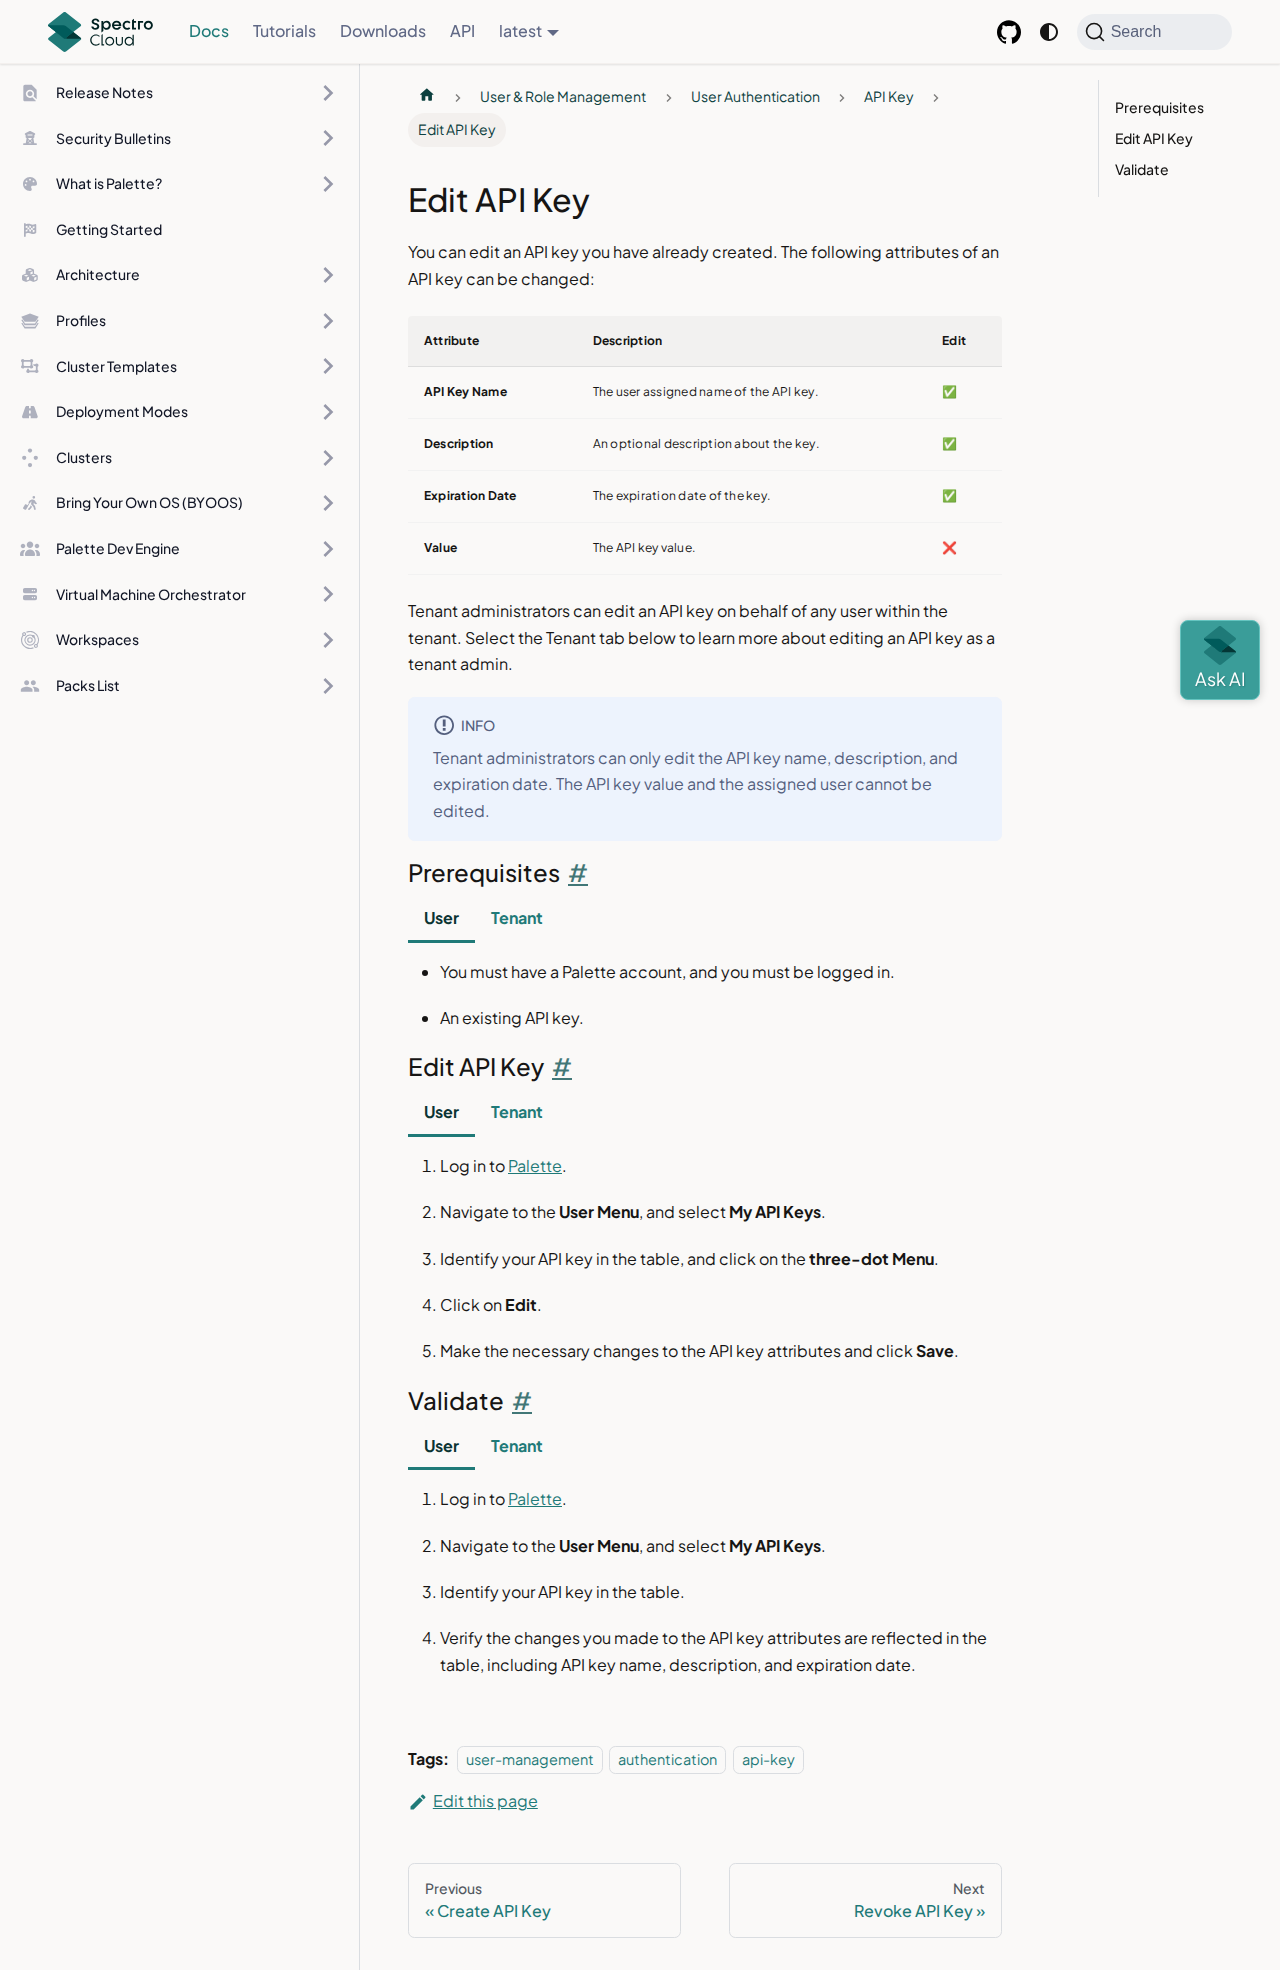 Spectro
Cloud
Docs
Tutorials
Downloads
API
latest
Search
Release Notes
Security Bulletins
What is Palette?
Getting Started
Architecture
Profiles
Cluster Templates
Deployment Modes
Clusters
Bring Your Own OS (BYOOS)
Palette Dev Engine
Virtual Machine Orchestrator
Workspaces
Packs List
User & Role Management
User Authentication
API Key
Edit API Key
Edit API Key
You can edit an API key you have already created. The following attributes of an
API key can be changed:
Attribute Description Edit
API Key Name The user assigned name of the API key. ✅
Description An optional description about the key. ✅
Expiration Date The expiration date of the key. ✅
Value The API key value. ❌
Tenant administrators can edit an API key on behalf of any user within the
tenant. Select the Tenant tab below to learn more about editing an API key as a
tenant admin.
INFO
Tenant administrators can only edit the API key name, description, and
expiration date. The API key value and the assigned user cannot be
edited.
Prerequisites #
User Tenant
• You must have a Palette account, and you must be logged in.
• An existing API key.
Edit API Key #
User Tenant
1. Log in to Palette.
2. Navigate to the User Menu, and select My API Keys.
3. Identify your API key in the table, and click on the three-dot Menu.
4. Click on Edit.
5. Make the necessary changes to the API key attributes and click Save.
Validate #
User Tenant
1. Log in to Palette.
2. Navigate to the User Menu, and select My API Keys.
3. Identify your API key in the table.
4. Verify the changes you made to the API key attributes are reflected in the
table, including API key name, description, and expiration date.
Tags: user-management authentication api-key
Edit this page
Previous
« Create API Key
Next
Revoke API Key »
Prerequisites
Edit API Key
Validate
Ask AI